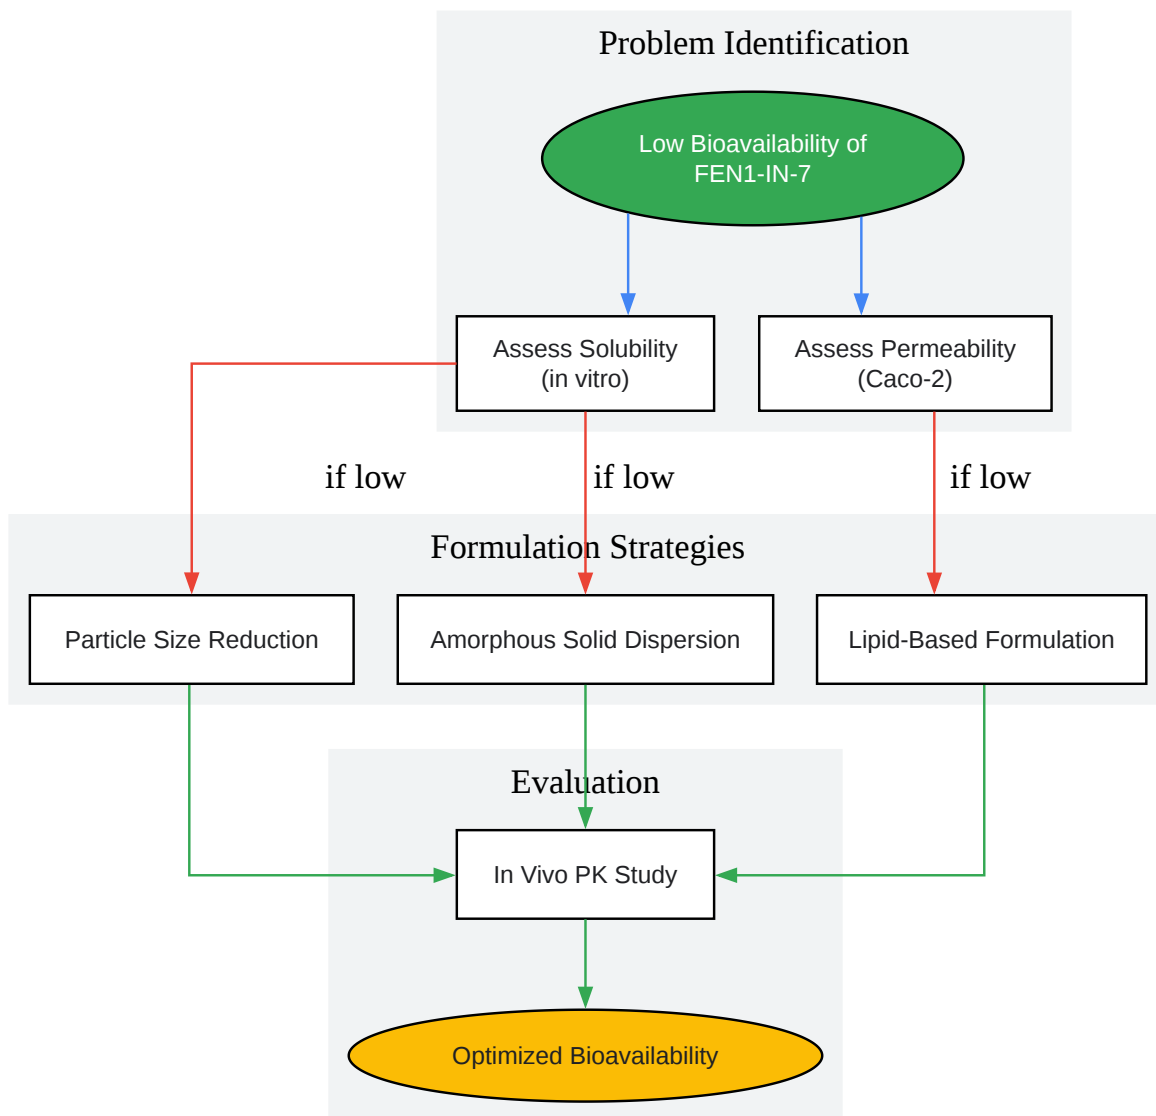 Problem Identification
Low Bioavailability of
FEN1-IN-7
Assess Solubility
(in vitro)
Assess Permeability
(Caco-2)
if low
if low
if low
Formulation Strategies
Particle Size Reduction
Amorphous Solid Dispersion
Lipid-Based Formulation
Evaluation
In Vivo PK Study
Optimized Bioavailability